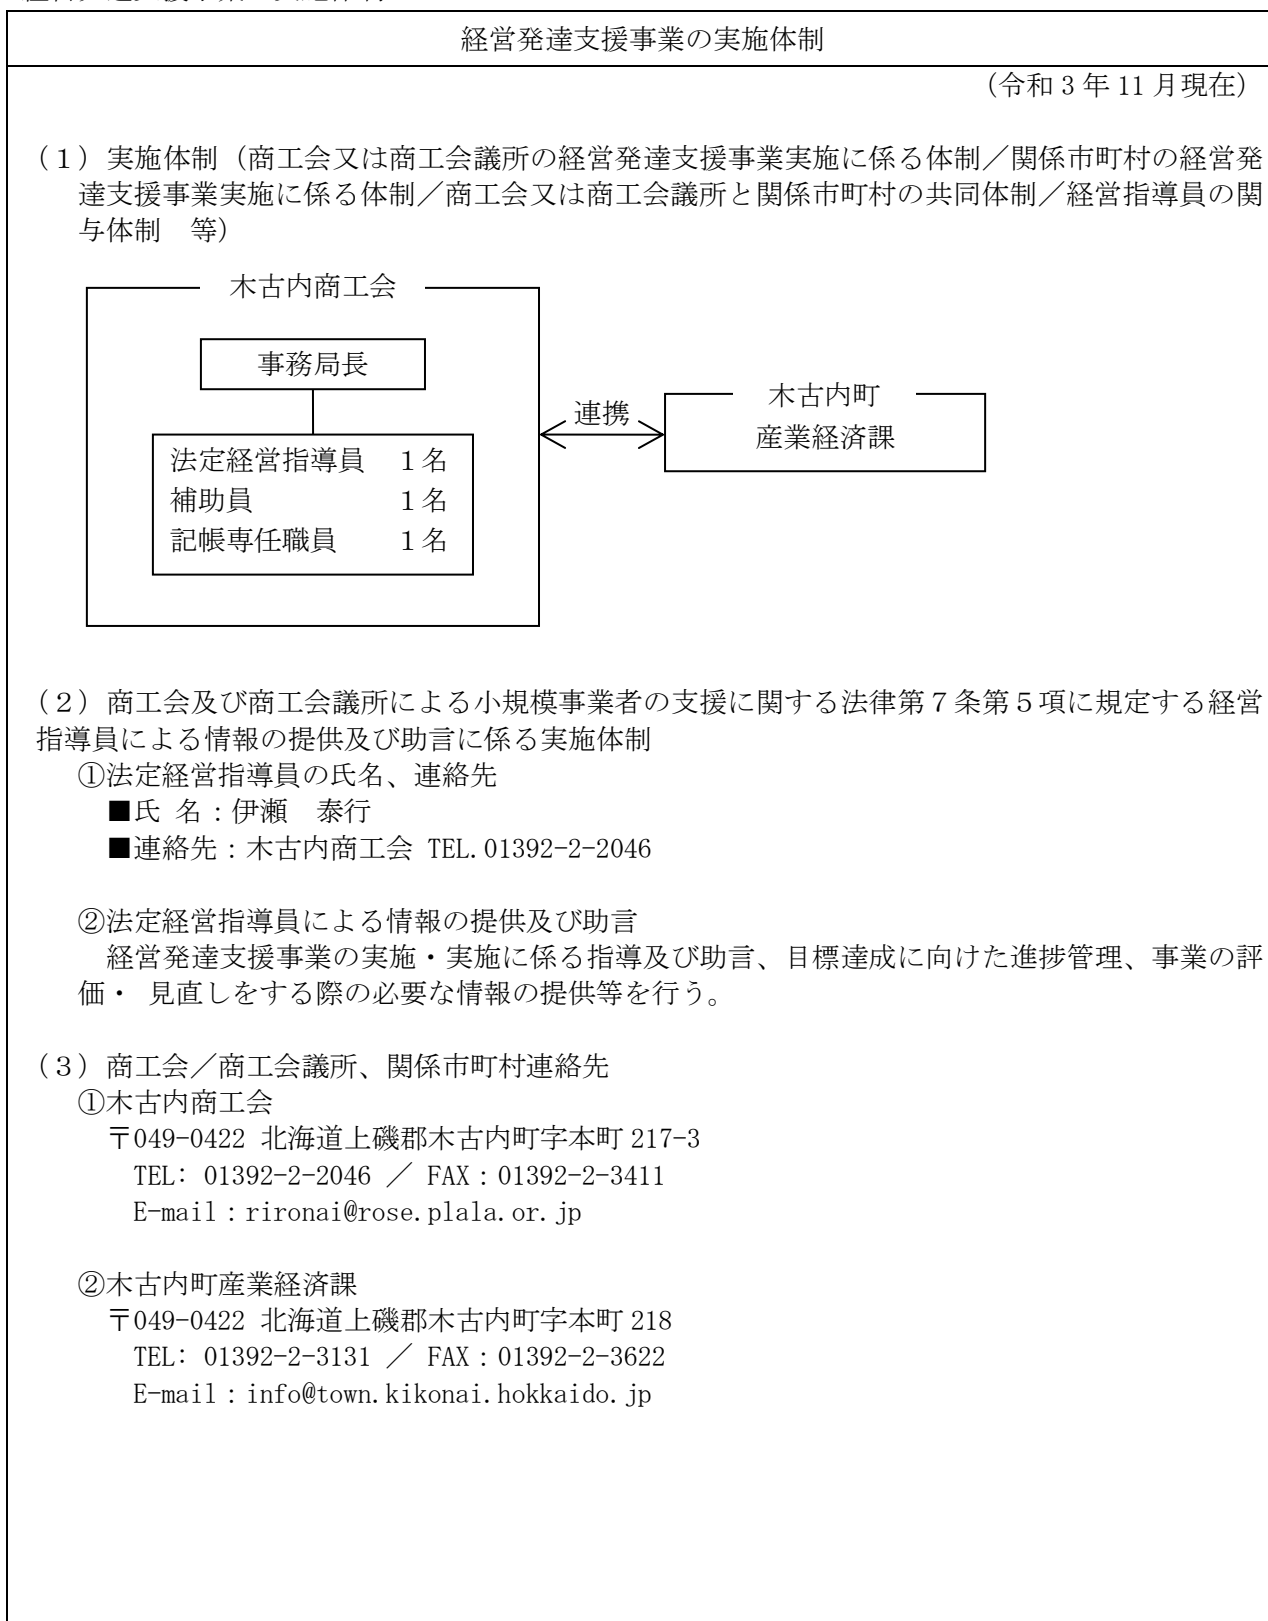 経営発達支援事業の実施体制
（令和 3 年 11 月現在）
（１）実施体制（商工会又は商工会議所の経営発達支援事業実施に係る体制／関係市町村の経営発
達支援事業実施に係る体制／商工会又は商工会議所と関係市町村の共同体制／経営指導員の関
与体制　等）
木古内商工会
事務局長
法定経営指導員　１名
補助員　１名
記帳専任職員　１名
連携
木古内町
産業経済課
（２）商工会及び商工会議所による小規模事業者の支援に関する法律第７条第５項に規定する経営
指導員による情報の提供及び助言に係る実施体制
①法定経営指導員の氏名、連絡先
■氏 名：伊瀬　泰行
■連絡先：木古内商工会 TEL.01392-2-2046
②法定経営指導員による情報の提供及び助言
経営発達支援事業の実施・実施に係る指導及び助言、目標達成に向けた進捗管理、事業の評
価・ 見直しをする際の必要な情報の提供等を行う。
（３）商工会／商工会議所、関係市町村連絡先
①木古内商工会
〒049-0422 北海道上磯郡木古内町字本町 217-3
TEL: 01392-2-2046 ／ FAX：01392-2-3411
E-mail：rironai@rose.plala.or.jp
②木古内町産業経済課
〒049-0422 北海道上磯郡木古内町字本町 218
TEL: 01392-2-3131 ／ FAX：01392-2-3622
E-mail：info@town.kikonai.hokkaido.jp